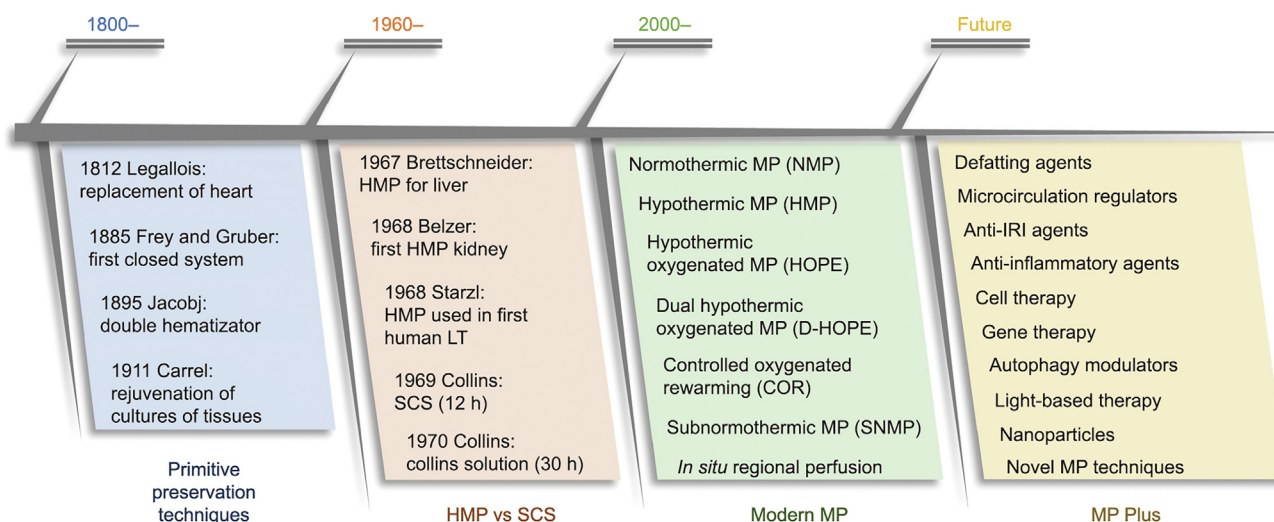 1800–
1960–
2000–
Future
1812 Legallois:
replacement of heart
1885 Frey and Gruber:
first closed system
1895 Jacobj:
double hematizator
1911 Carrel:
rejuvenation of
cultures of tissues
Primitive
preservation
techniques
1967 Brettschneider:
HMP for liver
1968 Belzer:
first HMP kidney
1968 Starzl:
HMP used in first
human LT
1969 Collins:
SCS (12 h)
1970 Collins:
collins solution (30 h)
HMP vs SCS
Normothermic MP (NMP)
Hypothermic MP (HMP)
Hypothermic
oxygenated MP (HOPE)
Dual hypothermic
oxygenated MP (D-HOPE)
Controlled oxygenated
rewarming (COR)
Subnormothermic MP (SNMP)
In situ regional perfusion
Modern MP
Defatting agents
Microcirculation regulators
Anti-IRI agents
Anti-inflammatory agents
Cell therapy
Gene therapy
Autophagy modulators
Light-based therapy
Nanoparticles
Novel MP techniques
MP Plus